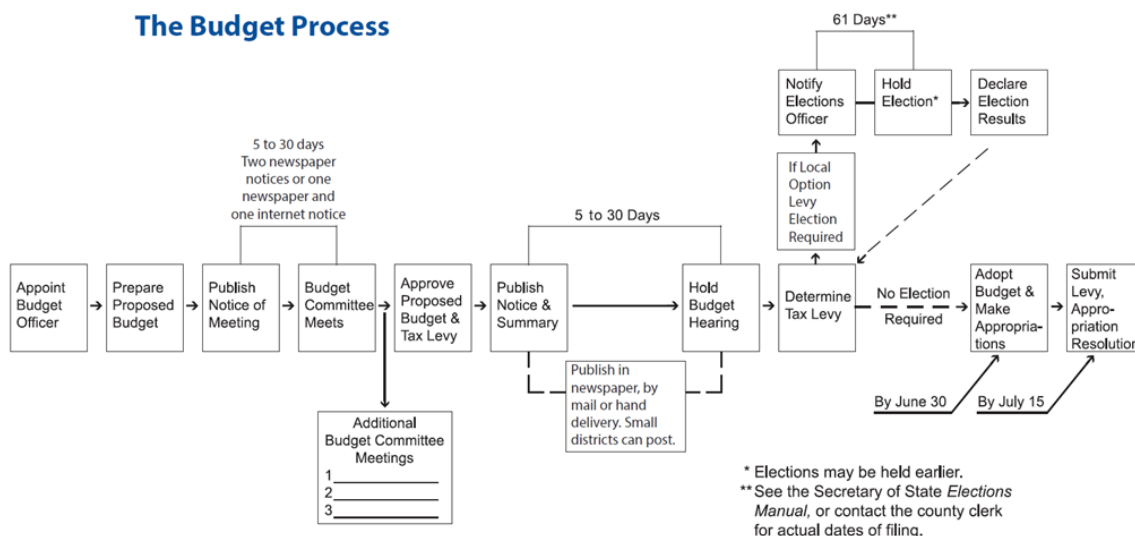 The Budget Process
61 Days**
Notify
Elections
Officer
Hold
Election*
Declare
Election
Results
5 to 30 days
Two newspaper
notices or one
newspaper and
one internet notice
If Local
Option
Levy
Election
Required
5 to 30 Days
Appoint
Budget
Officer
Prepare
Proposed
Budget
Publish
Notice of
Meeting
Budget
Committee
Meets
Approve
Proposed
Budget &
Tax Levy
Publish
Notice &
Summary
Hold
Budget
Hearing
Determine
Tax Levy
No Election
Required
Adopt
Budget &
Make
Appropria-
tions
Submit
Levy,
Appro-
priation
Resolution
Publish in
newspaper, by
mail or hand
delivery. Small
districts can post.
By June 30
By July 15
Additional
Budget Committee
Meetings
1
2
3
* Elections may be held earlier.
** See the Secretary of State Elections
Manual, or contact the county clerk
for actual dates of filing.